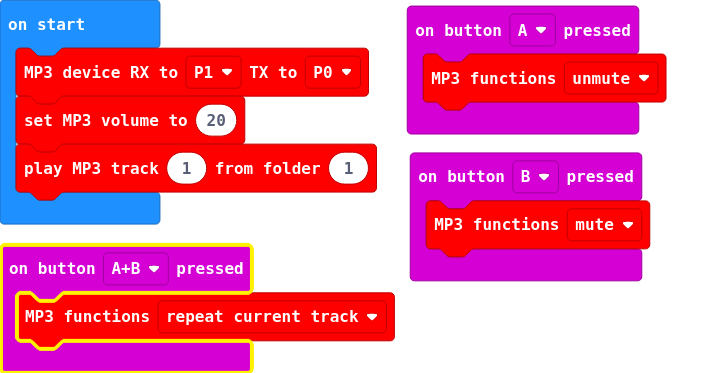 on start
MP3 device RX to P1 TX to P0
set MP3 volume to 20
play MP3 track 1 from folder 1
on button A+B pressed
MP3 functions repeat current track
on button A pressed
MP3 functions unmute
on button B pressed
MP3 functions mute